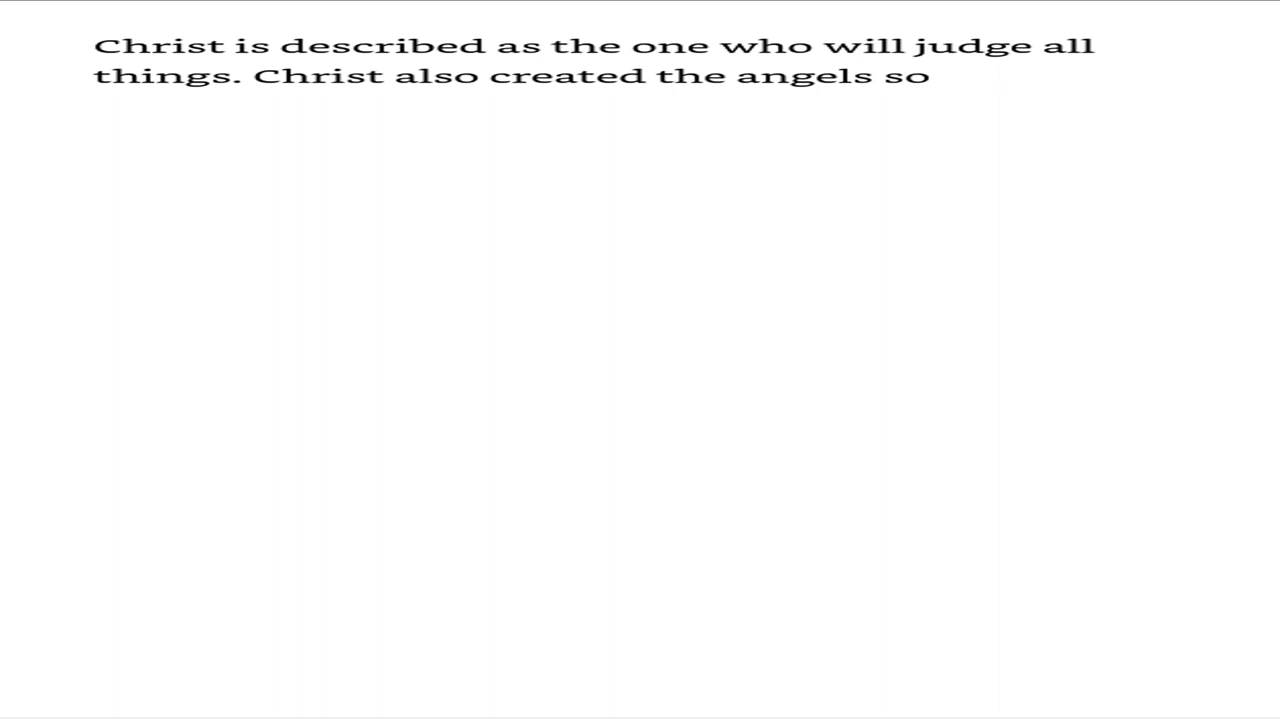 Christ is described as the one who will judge all
things. Christ also created the angels so